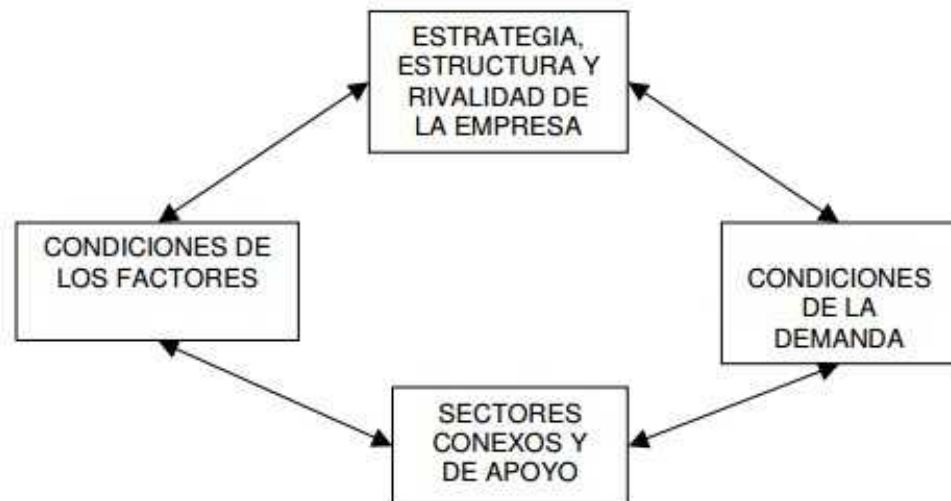 ESTRATEGIA,
ESTRUCTURA Y
RIVALIDAD DE
LA EMPRESA
CONDICIONES DE
LOS FACTORES
CONDICIONES
DE LA
DEMANDA
SECTORES
CONEXOS Y
DE APOYO